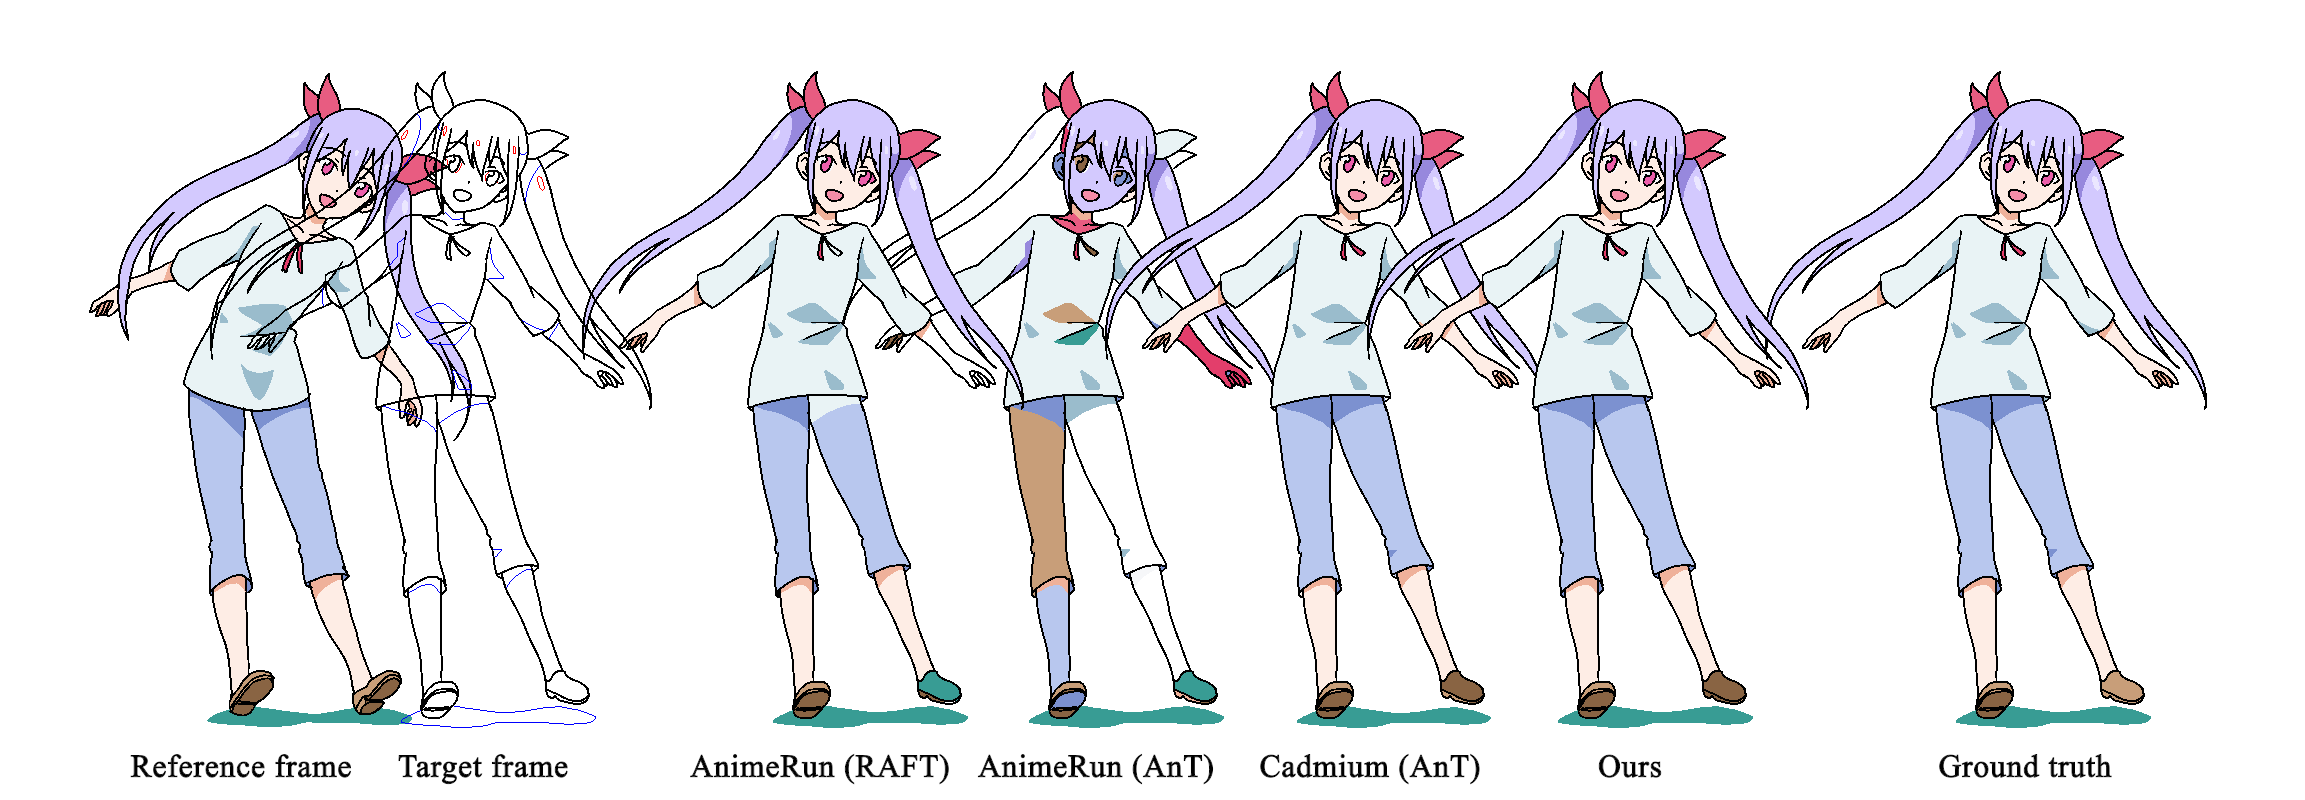 Reference frame
Target frame
AnimeRun (RAFT)
AnimeRun (AnT)
Cadmium (AnT)
Ours
Ground truth